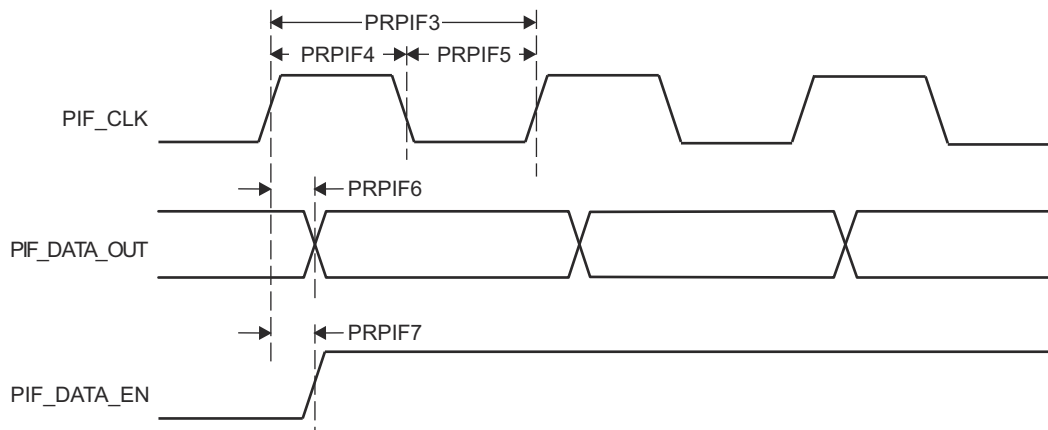 PRPIF3
PRPIF4
PRPIF5
PIF_CLK
PRPIF6
PIF_DATA_OUT
PRPIF7
PIF_DATA_EN